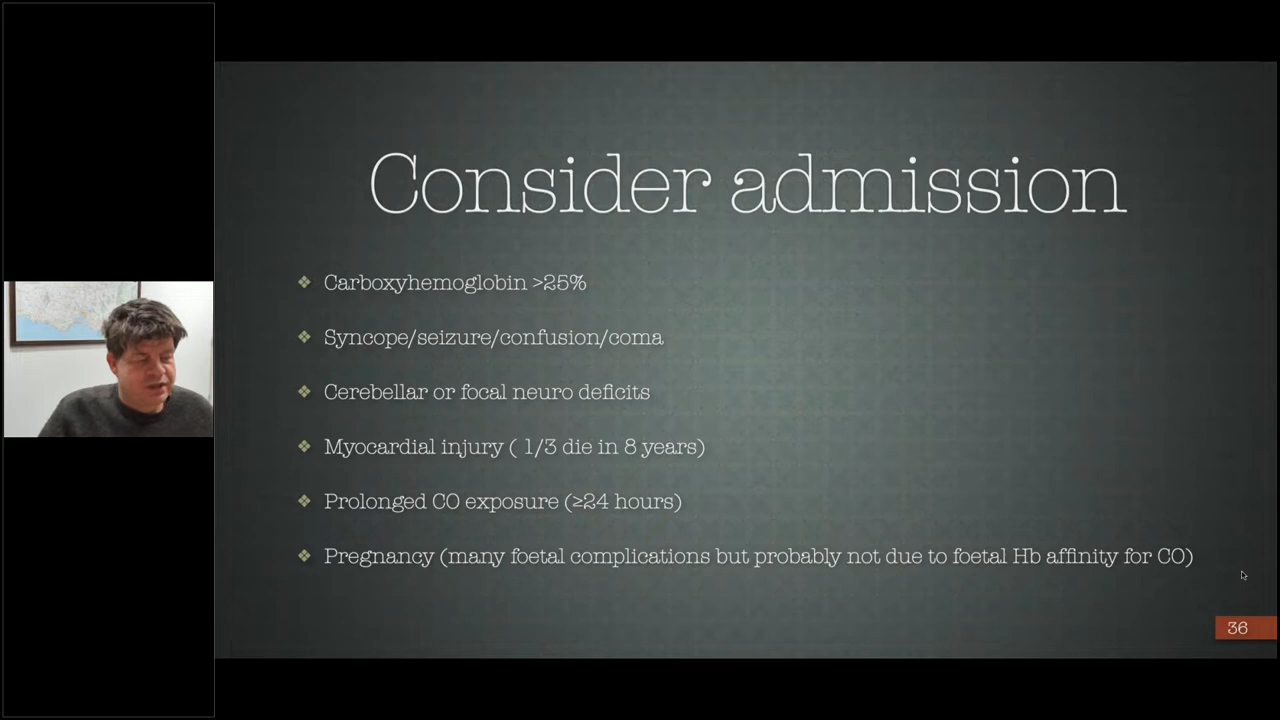 Consider admission
Carboxyhemoglobin >25%
Syncope/seizure/confusion/coma
Cerebellar or focal neuro deficits
Myocardial injury ( 1/3 die in 8 years)
Prolonged CO exposure (≥24 hours)
Pregnancy (many foetal complications but probably not due to foetal Hb affinity for CO)
36